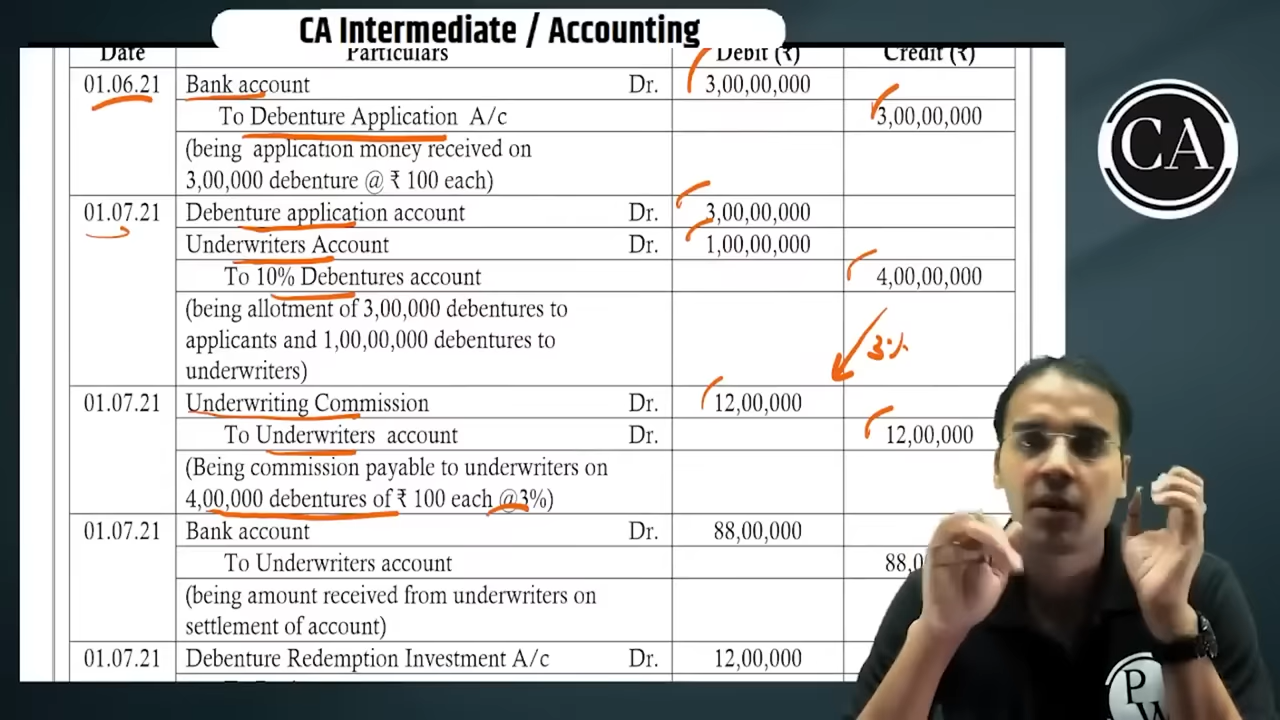 CA Intermediate / Accounting
Date Particulars Debit (₹) Credit (₹)
01.06.21 Bank account Dr. 3,00,00,000
To Debenture Application A/c 3,00,00,000
(being application money received on
3,00,000 debenture @ ₹ 100 each)
01.07.21 Debenture application account Dr. 3,00,00,000
Underwriters Account Dr. 1,00,00,000
To 10% Debentures account 4,00,00,000
(being allotment of 3,00,000 debentures to
applicants and 1,00,00,000 debentures to
underwriters)
3%
01.07.21 Underwriting Commission Dr. 12,00,000
To Underwriters account Dr. 12,00,000
(Being commission payable to underwriters on
4,00,000 debentures of ₹ 100 each @3%)
01.07.21 Bank account Dr. 88,00,000
To Underwriters account
(being amount received from underwriters on
settlement of account)
01.07.21 Debenture Redemption Investment A/c Dr. 12,00,000
CA
P
W